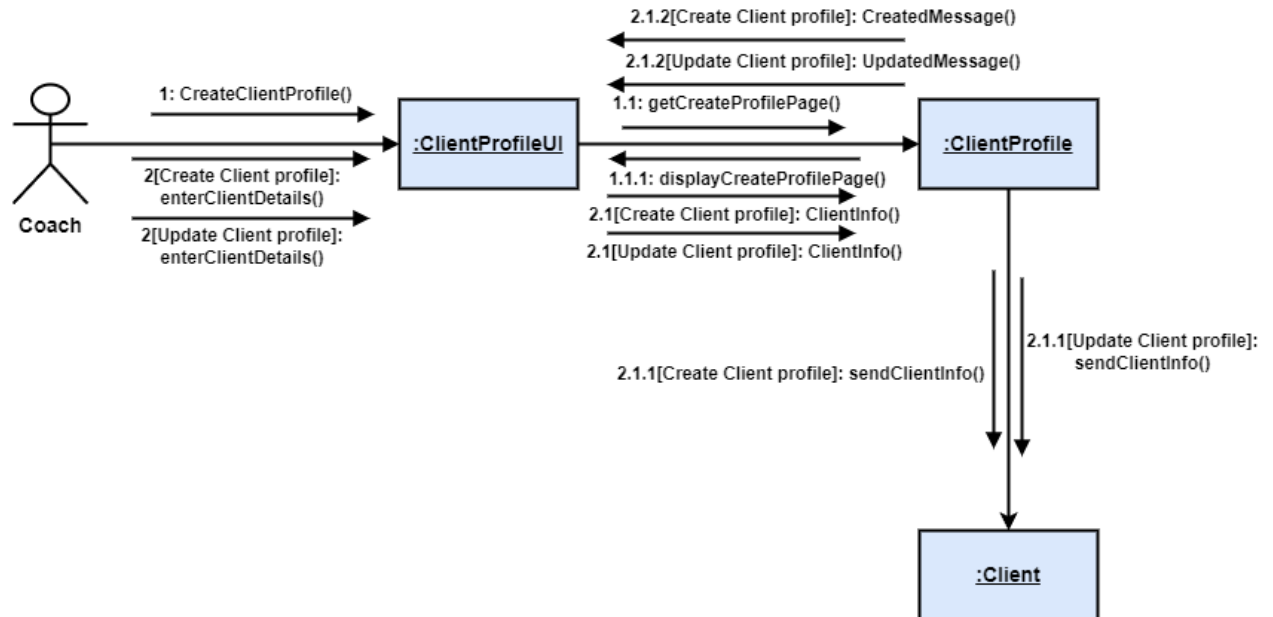 2.1.2[Create Client profile]: CreatedMessage()
2.1.2[Update Client profile]: UpdatedMessage()
1: CreateClientProfile()
1.1: getCreateProfilePage()
:ClientProfileUI
:ClientProfile
2[Create Client profile]:
enterClientDetails()
1.1.1: displayCreateProfilePage()
Coach
2.1[Create Client profile]: ClientInfo()
2[Update Client profile]:
enterClientDetails()
2.1[Update Client profile]: ClientInfo()
2.1.1[Update Client profile]:
sendClientInfo()
2.1.1[Create Client profile]: sendClientInfo()
:Client